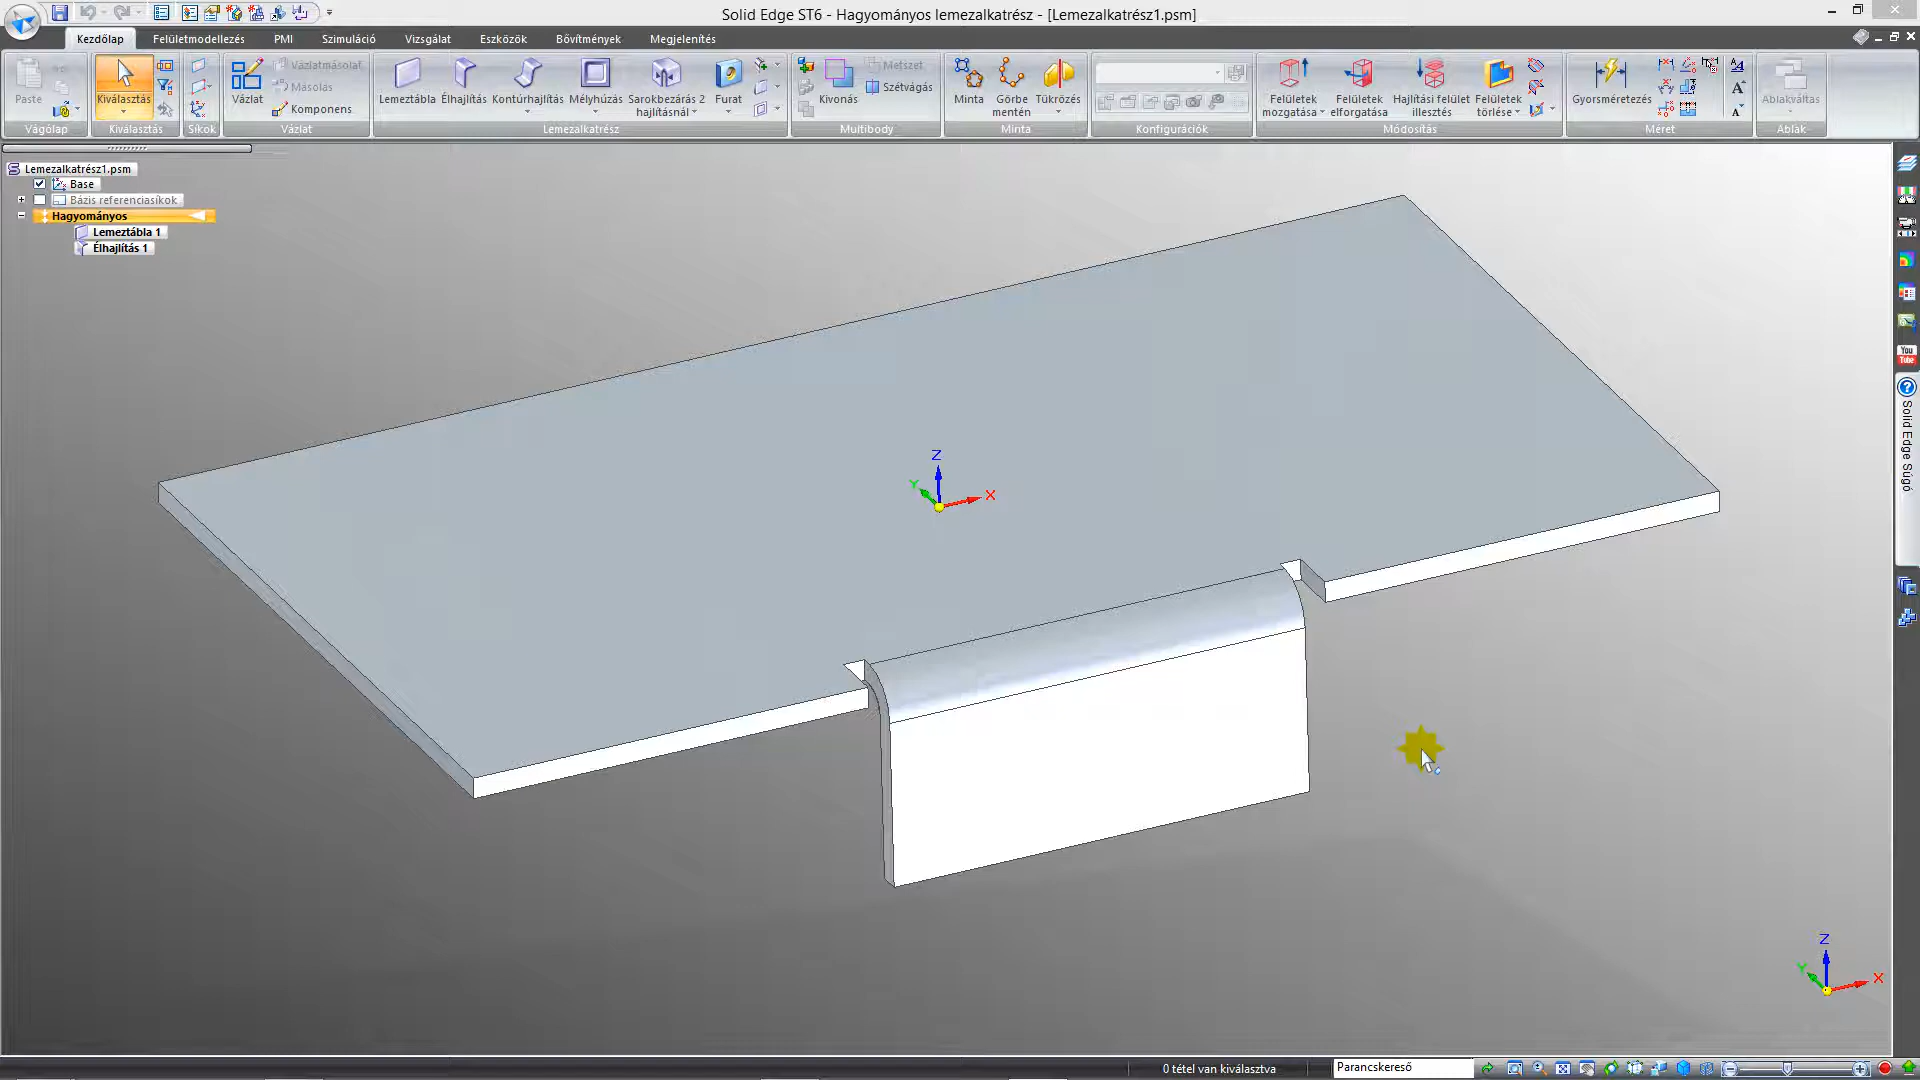 Solid Edge ST6 - Hagyományos lemezalkatrész - [Lemezalkatrész1.psm]
Kezdőlap Felületmodellezés PMI Szimuláció Vizsgálat Eszközök Bővítmények Megjelenítés
Paste Kiválasztás Vázlat Vázlatmásolat Másolás Komponens Lemeztábla Élhajlítás Kontúrhajlítás Mélyhúzás Sarokbezárás 2 hajlításnál Furat Kivonás Metszet Szétvágás Minta Görbe mentén Tükrözés Felületek mozgatása Felületek elforgatása Hajlítási felület illesztés Felületek törlése Gyorsméretezés Ablakváltás
Vágólap Kiválasztás Síkok Vázlat Lemezalkatrész Multibody Minta Konfigurációk Módosítás Méret Ablak
Lemezalkatrész1.psm
Base
Bázis referenciasíkok
Hagyományos
Lemeztábla 1
Élhajlítás 1
You
Tube
Solid Edge Súgó
Z
Y
X
Z
Y
X
0 tétel van kiválasztva
Parancskereső